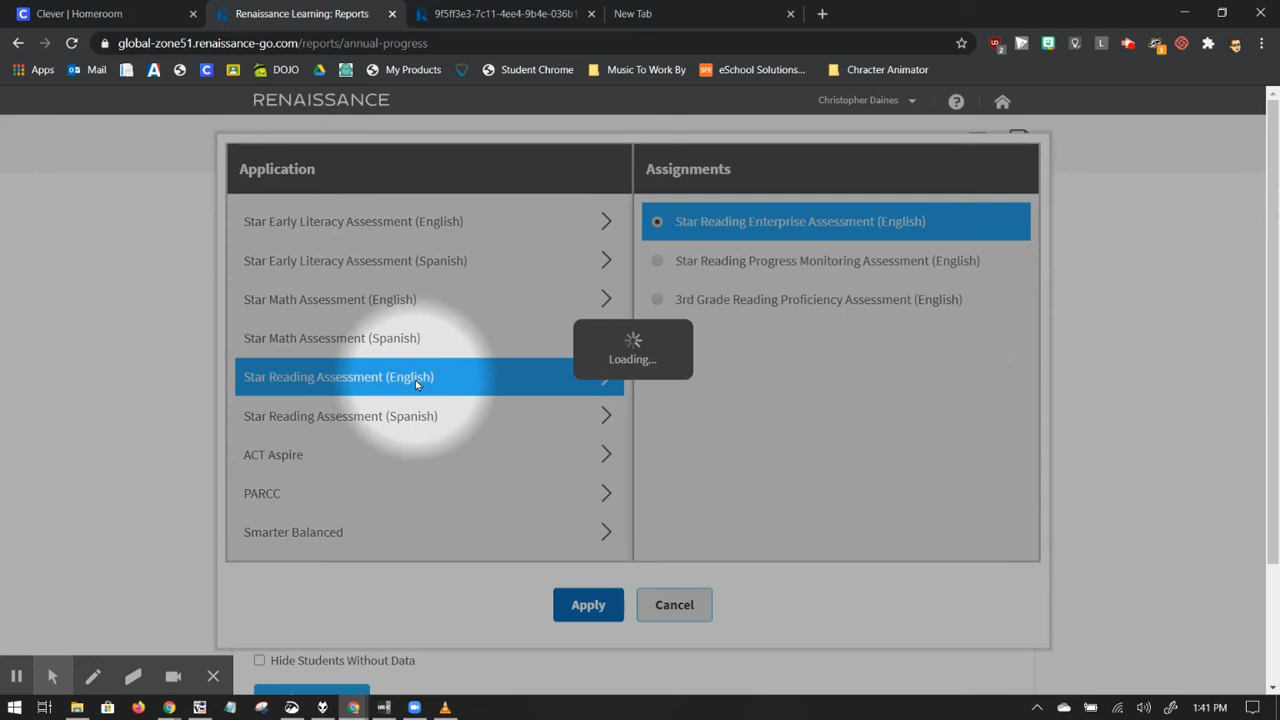 Clever | Homeroom
Renaissance Learning: Reports
9f5ff3e3-7c11-4ee4-9b4e-036b1
New Tab
global-zone51.renaissance-go.com/reports/annual-progress
Apps
Mail
DOJO
My Products
Student Chrome
Music To Work By
eSchool Solutions...
Chracter Animator
RENAISSANCE
Christopher Daines
Application
Assignments
Star Early Literacy Assessment (English)
Star Early Literacy Assessment (Spanish)
Star Math Assessment (English)
Star Math Assessment (Spanish)
Star Reading Assessment (English)
Star Reading Assessment (Spanish)
ACT Aspire
PARCC
Smarter Balanced
Star Reading Enterprise Assessment (English)
Star Reading Progress Monitoring Assessment (English)
3rd Grade Reading Proficiency Assessment (English)
Loading...
Apply
Cancel
Hide Students Without Data
1:41 PM